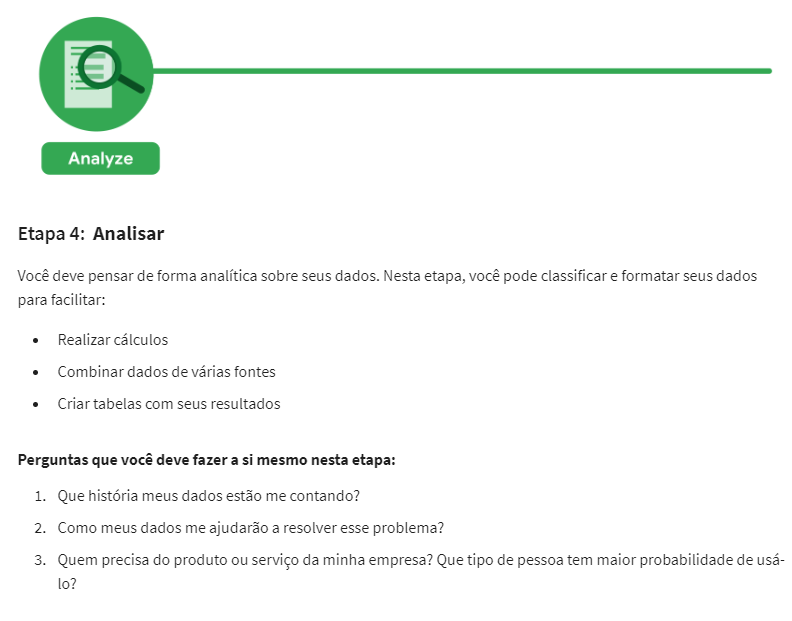 Analyze
Etapa 4: Analisar
Você deve pensar de forma analítica sobre seus dados. Nesta etapa, você pode classificar e formatar seus dados
para facilitar:
• Realizar cálculos
• Combinar dados de várias fontes
• Criar tabelas com seus resultados
Perguntas que você deve fazer a si mesmo nesta etapa:
1. Que história meus dados estão me contando?
2. Como meus dados me ajudarão a resolver esse problema?
3. Quem precisa do produto ou serviço da minha empresa? Que tipo de pessoa tem maior probabilidade de usá-
lo?